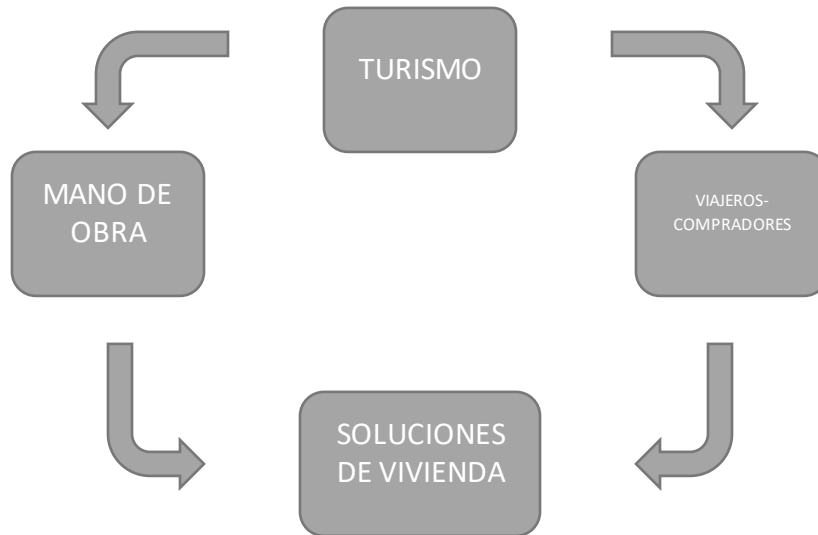 TURISMO
MANO DE
OBRA
VIAJEROS-
COMPRADORES
SOLUCIONES
DE VIVIENDA